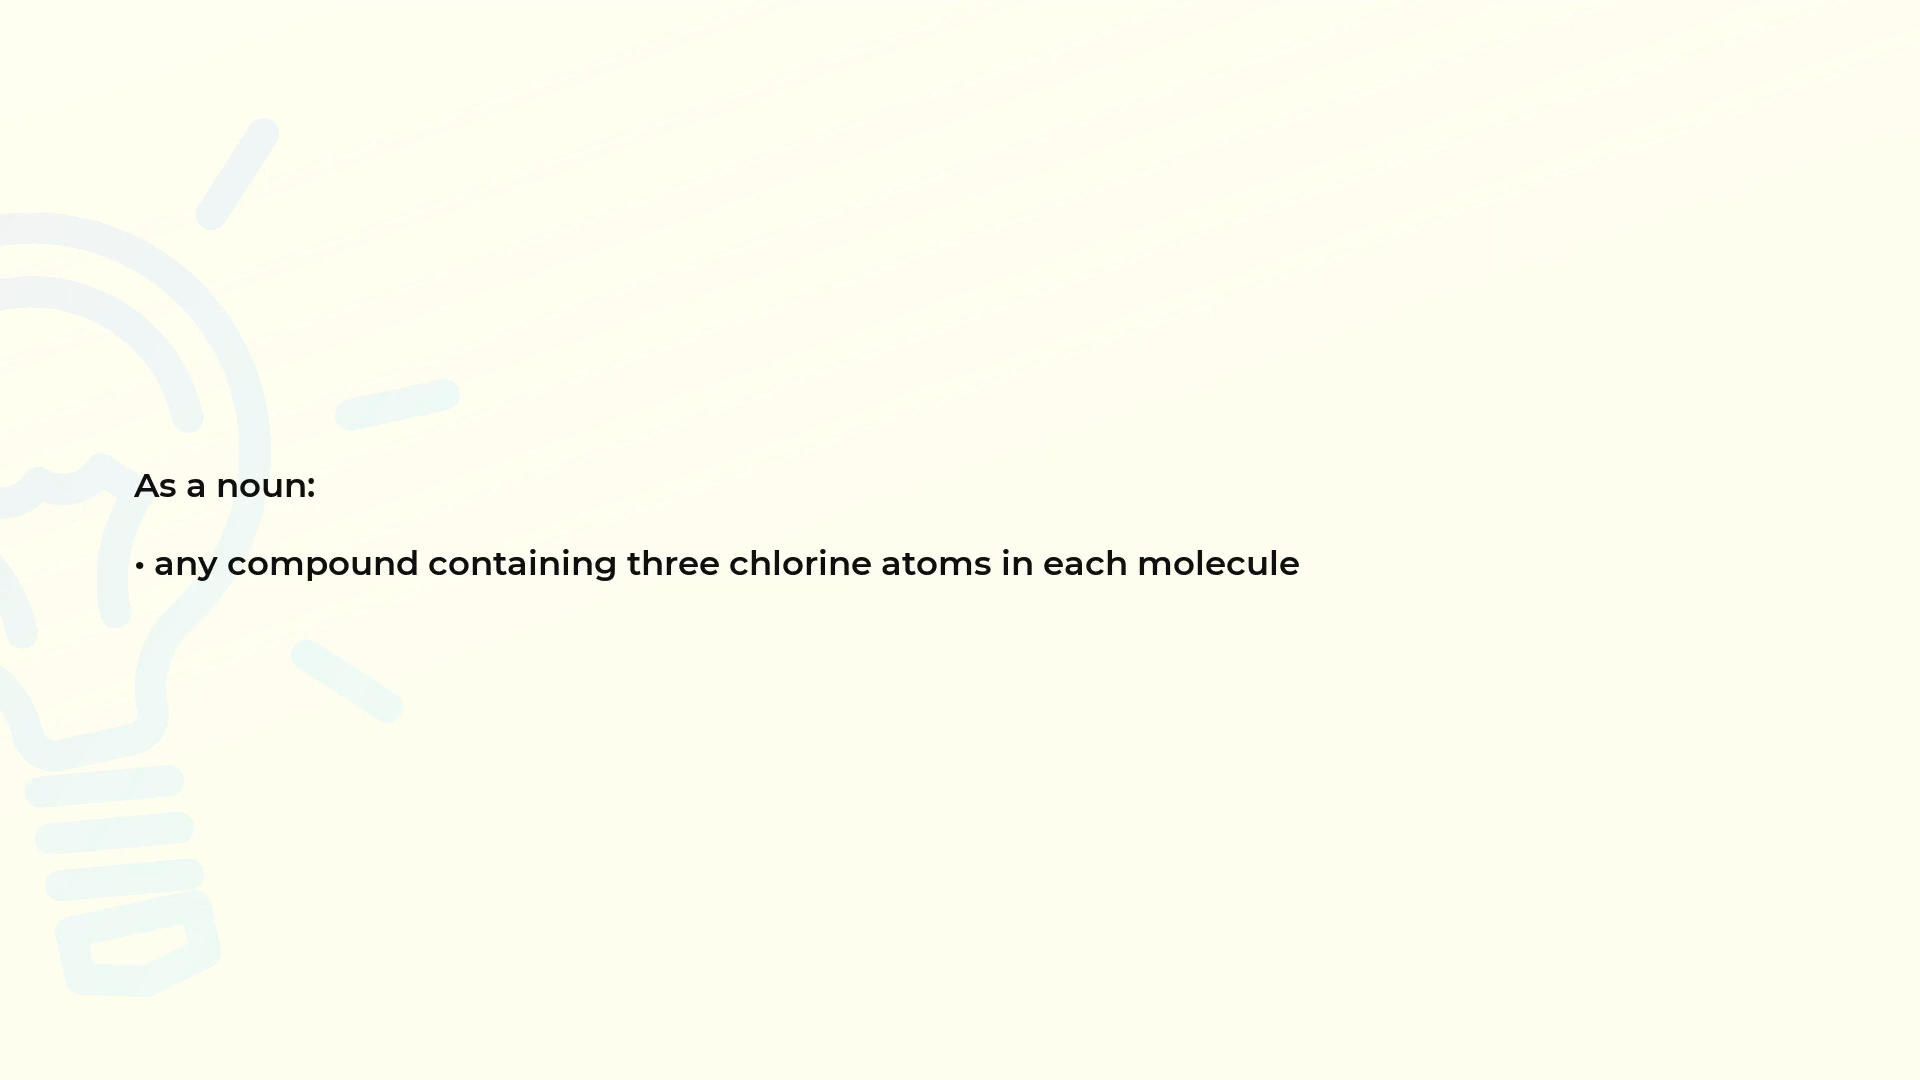 As a noun:
• any compound containing three chlorine atoms in each molecule